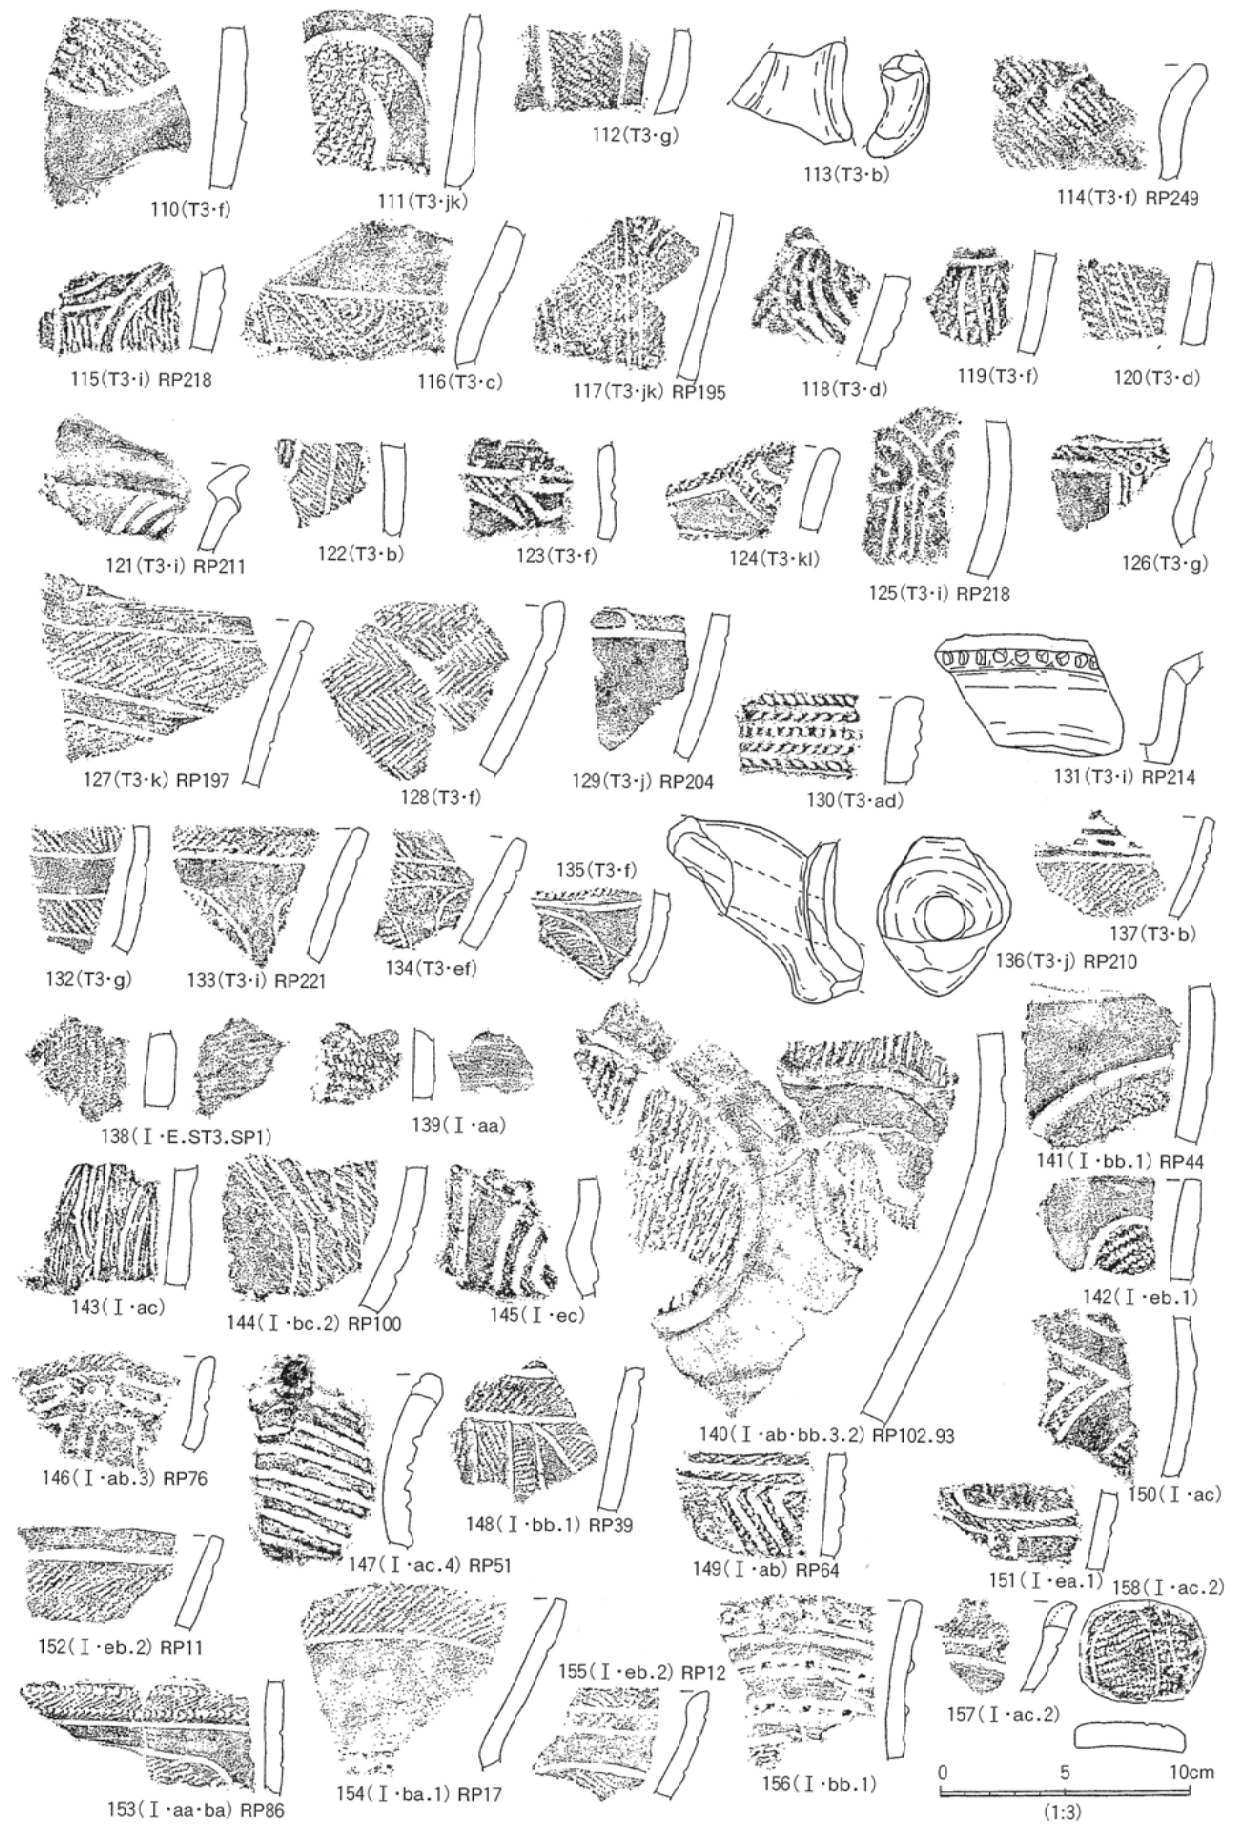 110(T3・f)
111(T3・jk)
112(T3・g)
113(T3・b)
114(T3・f) RP249
115(T3・i) RP218
116(T3・c)
117(T3・jk) RP195
118(T3・d)
119(T3・f)
120(T3・d)
121(T3・i) RP211
122(T3・b)
123(T3・f)
124(T3・kl)
125(T3・i) RP218
126(T3・g)
127(T3・k) RP197
128(T3・f)
129(T3・j) RP204
130(T3・ad)
131(T3・i) RP214
132(T3・g)
133(T3・i) RP221
134(T3・ef)
135(T3・f)
136(T3・j) RP210
137(T3・b)
138(I・E.ST3.SP1)
139(I・aa)
140(I・ab・bb.3.2) RP102.93
141(I・bb.1) RP44
142(I・eb.1)
143(I・ac)
144(I・bc.2) RP100
145(I・ec)
146(I・ab.3) RP76
147(I・ac.4) RP51
148(I・bb.1) RP39
149(I・ab) RP64
150(I・ac)
151(I・ea.1)
158(I・ac.2)
152(I・eb.2) RP11
153(I・aa・ba) RP86
154(I・ba.1) RP17
155(I・eb.2) RP12
156(I・bb.1)
157(I・ac.2)
0 5 10cm
(1:3)